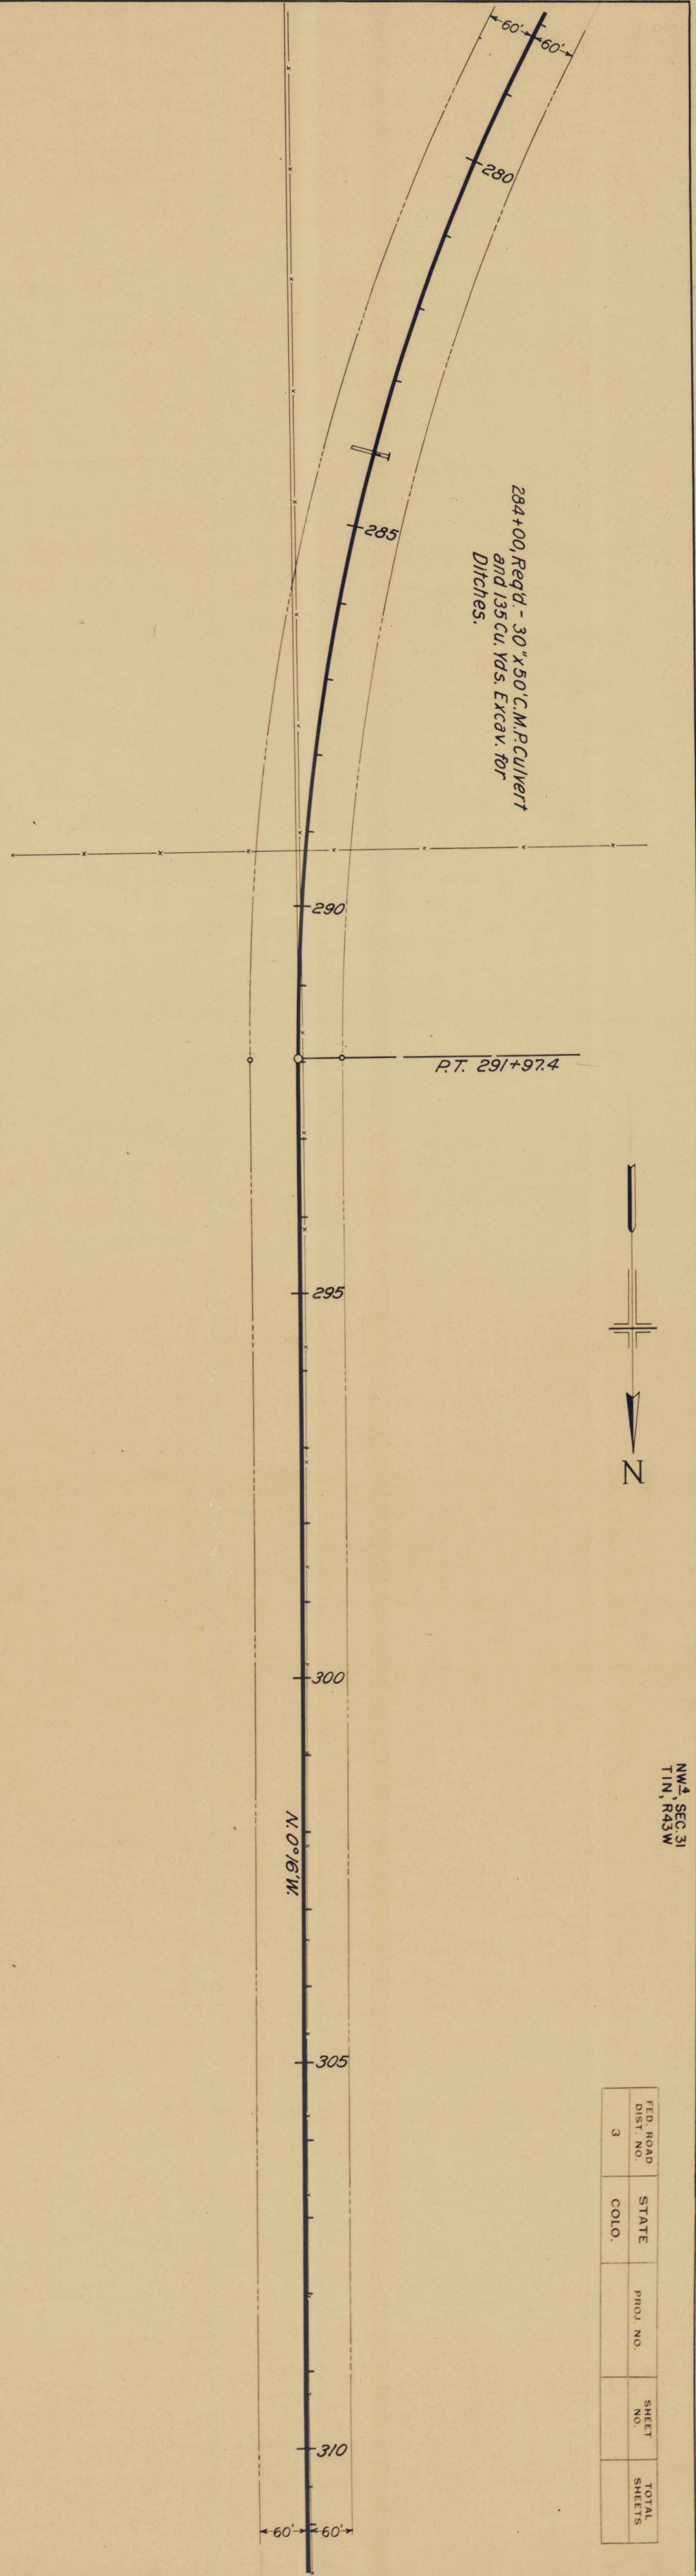 60' 60'
280
285
284+00, Req'd. - 30"x50' C.M.P. Culvert
and 135 Cu. Yds. Excav. for
Ditches.
290
P.T. 291+97.4
295
N
300
NW4, SEC. 31
T1N, R43W
N. 0°16'W.
305
FED. ROAD DIST. NO. STATE PROJ. NO. SHEET NO. TOTAL SHEETS
3 COLO.
310
60' 60'